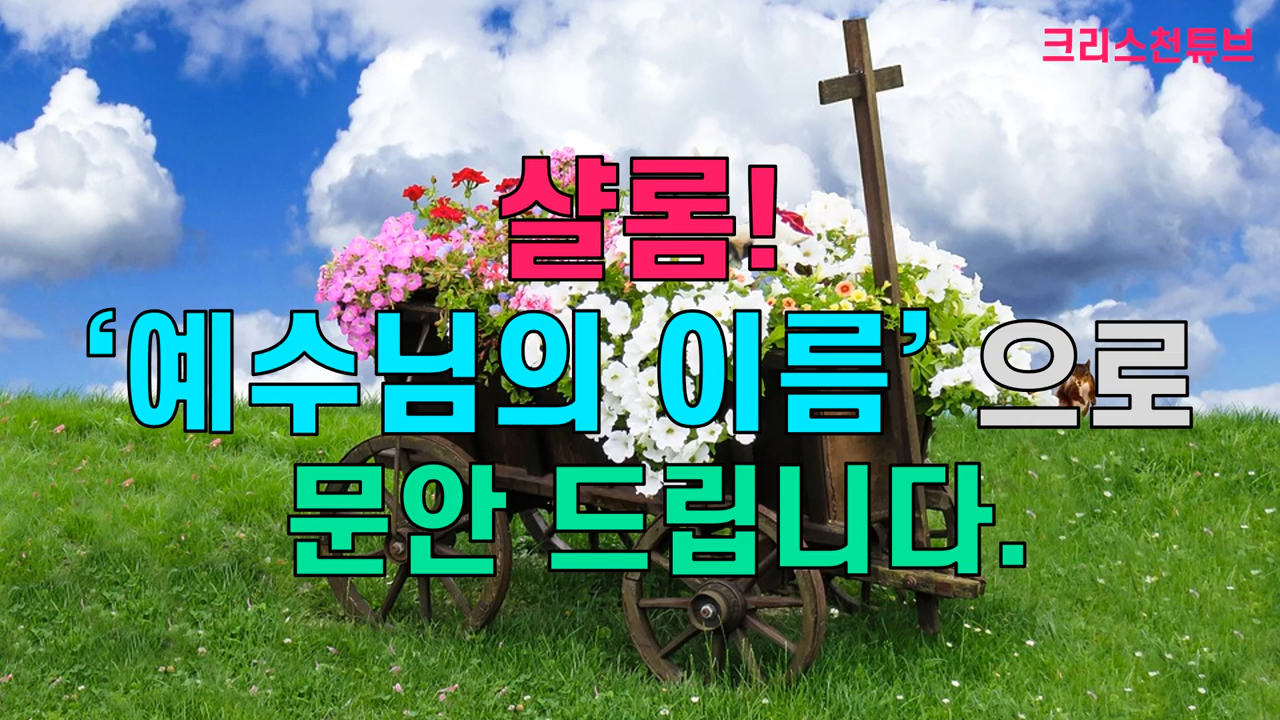 크리스천튜브
샬롬!
‘예수님의 이름’ 으로
문안 드립니다.